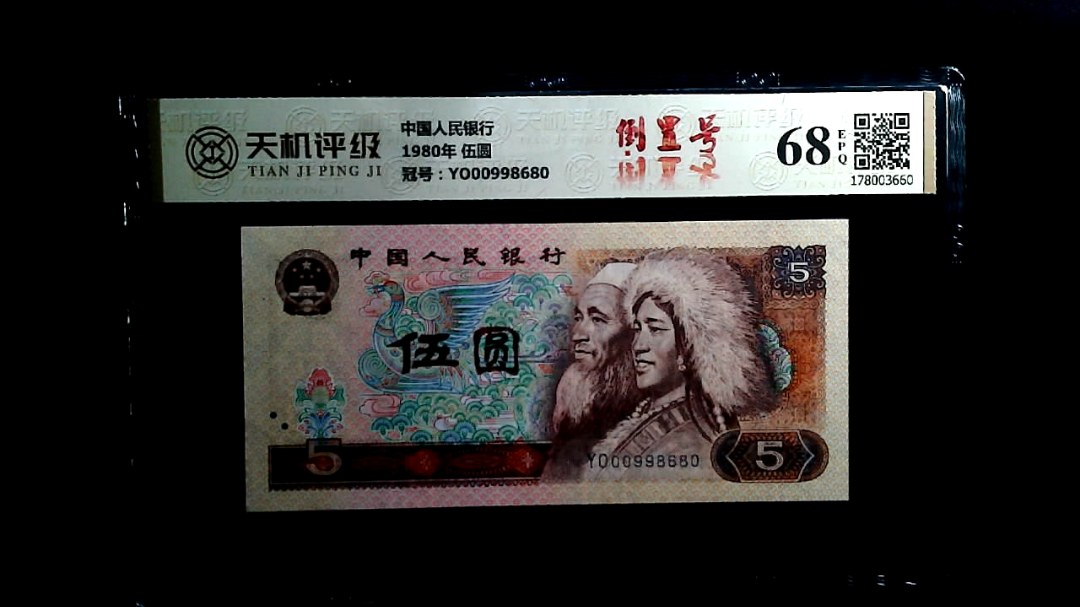 天机评级
TIAN JI PING JI
中国人民银行
1980年 伍圆
冠号：YO00998680
倒置号
68
EPQ
178003660
中国人民银行
5
伍圆
5
YO00998680
5